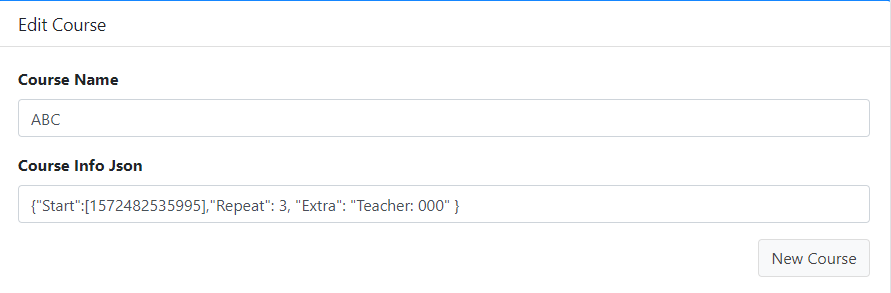 Edit Course
Course Name
ABC
Course Info Json
{"Start":[1572482535995],"Repeat": 3, "Extra": "Teacher: 000" }
New Course